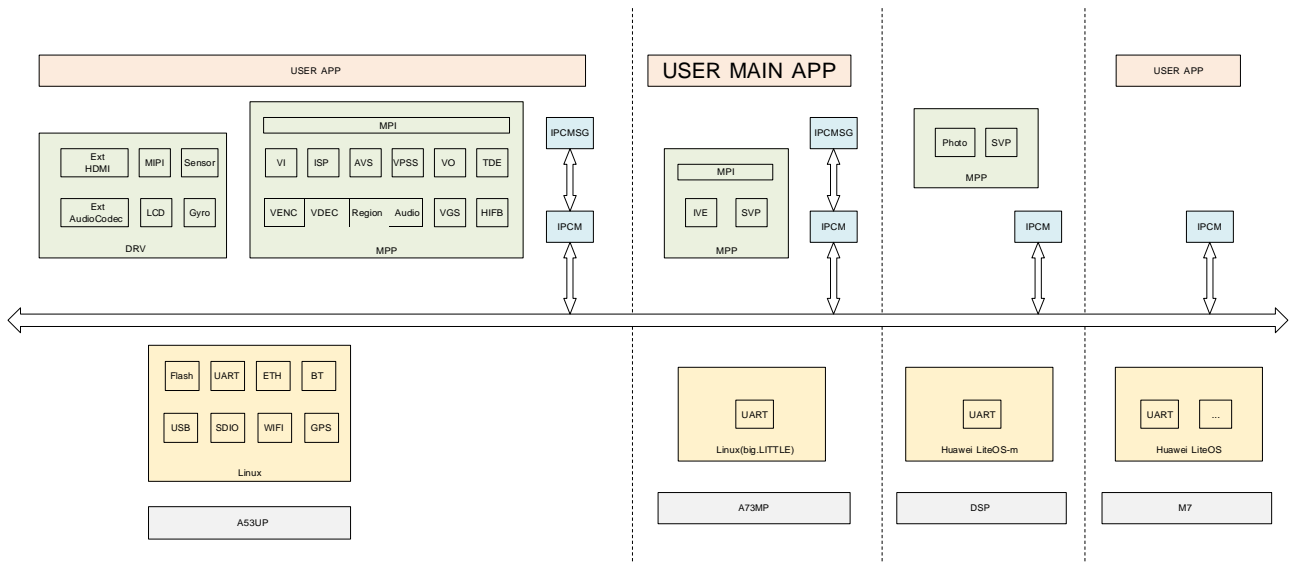 USER APP
USER MAIN APP
USER APP
MPI
IPCMSG
IPCMSG
Ext
HDMI
MIPI
Sensor
VI
ISP
AVS
VPSS
VO
TDE
MPI
Photo
SVP
MPP
Ext
AudioCodec
LCD
Gyro
DRV
VENC
VDEC
Region
Audio
VGS
HIFB
MPP
IPCM
IVE
SVP
MPP
IPCM
IPCM
IPCM
Flash
UART
ETH
BT
USB
SDIO
WIFI
GPS
Linux
UART
Linux(big.LITTLE)
UART
Huawei LiteOS-m
UART
...
Huawei LiteOS
A53UP
A73MP
DSP
M7